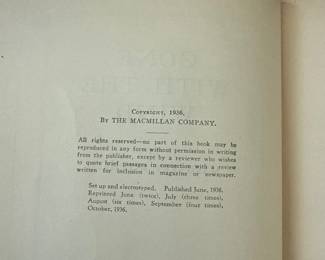 COPYRIGHT, 1936,
BY THE MACMILLAN COMPANY.
All rights reserved—no part of this book may be
reproduced in any form without permission in writing
from the publisher, except by a reviewer who wishes
to quote brief passages in connection with a review
written for inclusion in magazine or newspaper.
Set up and electrotyped. Published June, 1936.
Reprinted June (twice), July (three times),
August (six times), September (four times),
October, 1936.